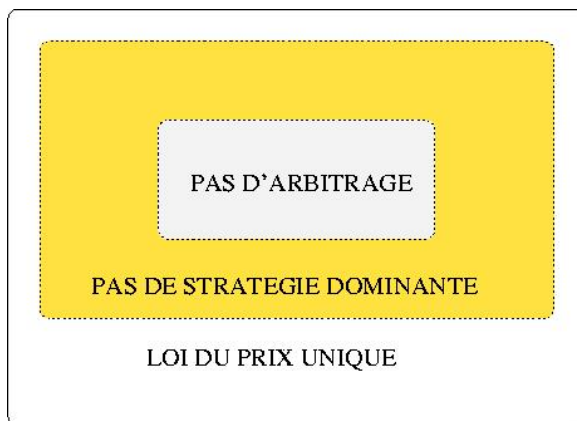 PAS D'ARBITRAGE
PAS DE STRATEGIE DOMINANTE
LOI DU PRIX UNIQUE